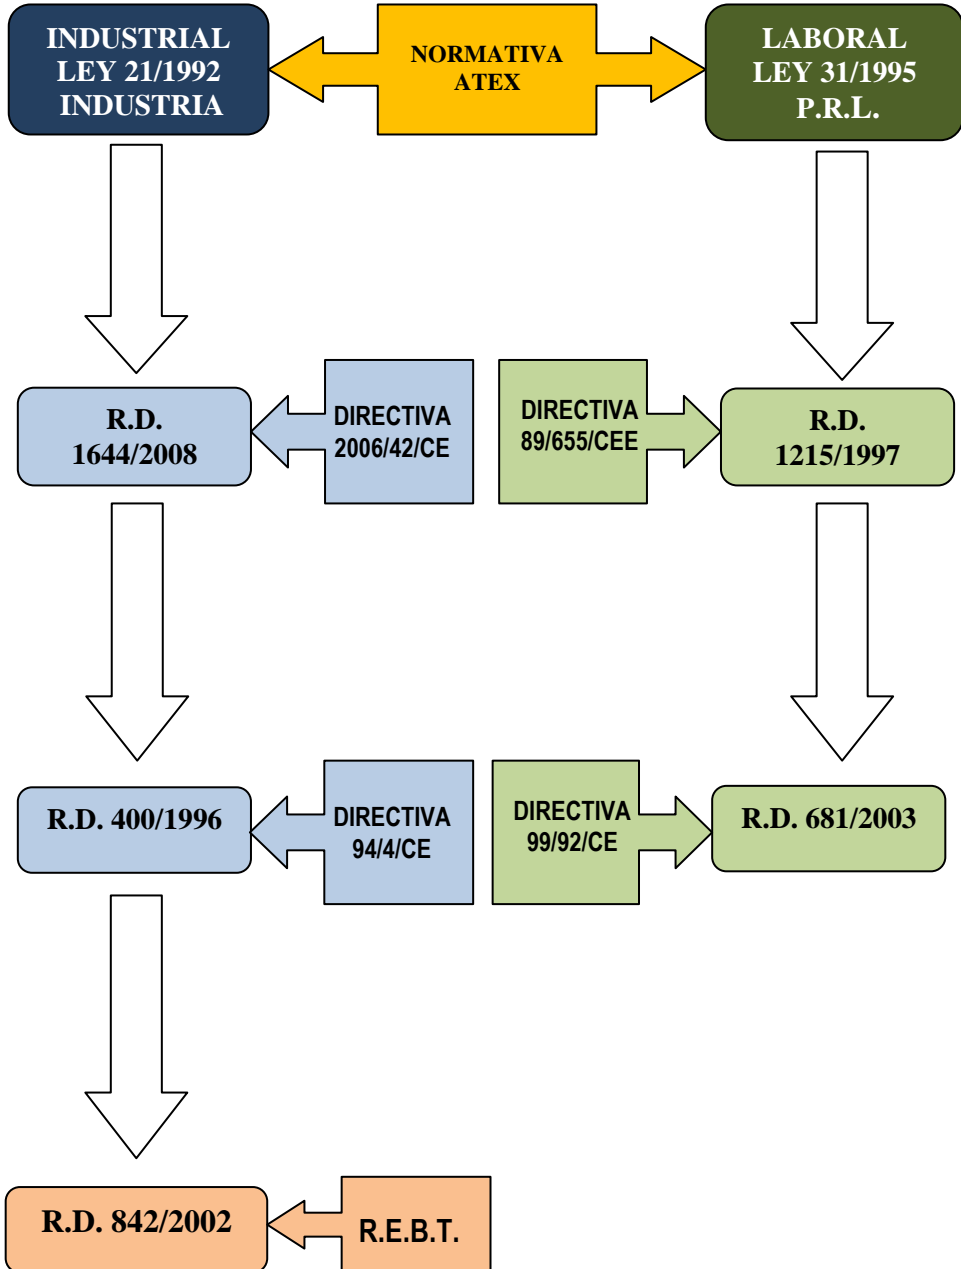 INDUSTRIAL
LEY 21/1992
INDUSTRIA
NORMATIVA
ATEX
LABORAL
LEY 31/1995
P.R.L.
R.D.
1644/2008
DIRECTIVA
2006/42/CE
DIRECTIVA
89/655/CEE
R.D.
1215/1997
R.D. 400/1996
DIRECTIVA
94/4/CE
DIRECTIVA
99/92/CE
R.D. 681/2003
R.D. 842/2002
R.E.B.T.